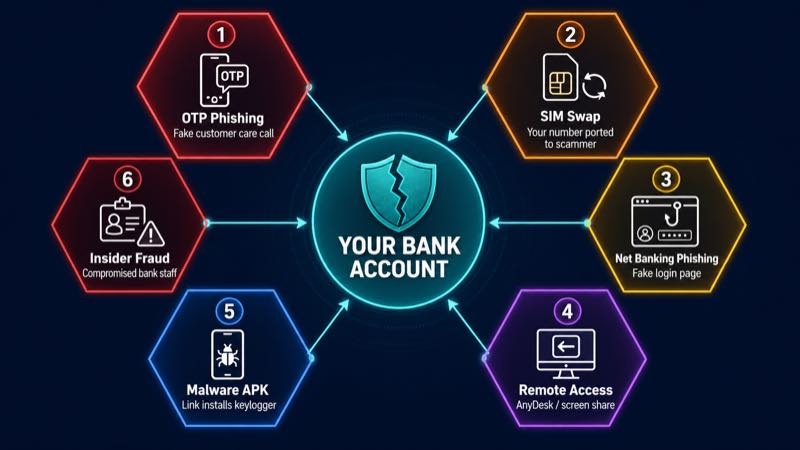 1
OTP
OTP Phishing
Fake customer care call
2
SIM Swap
Your number ported
to scammer
3
Net Banking Phishing
Fake login page
4
Remote Access
AnyDesk / screen share
5
Malware APK
Link installs keylogger
6
Insider Fraud
Compromised bank staff
YOUR BANK
ACCOUNT